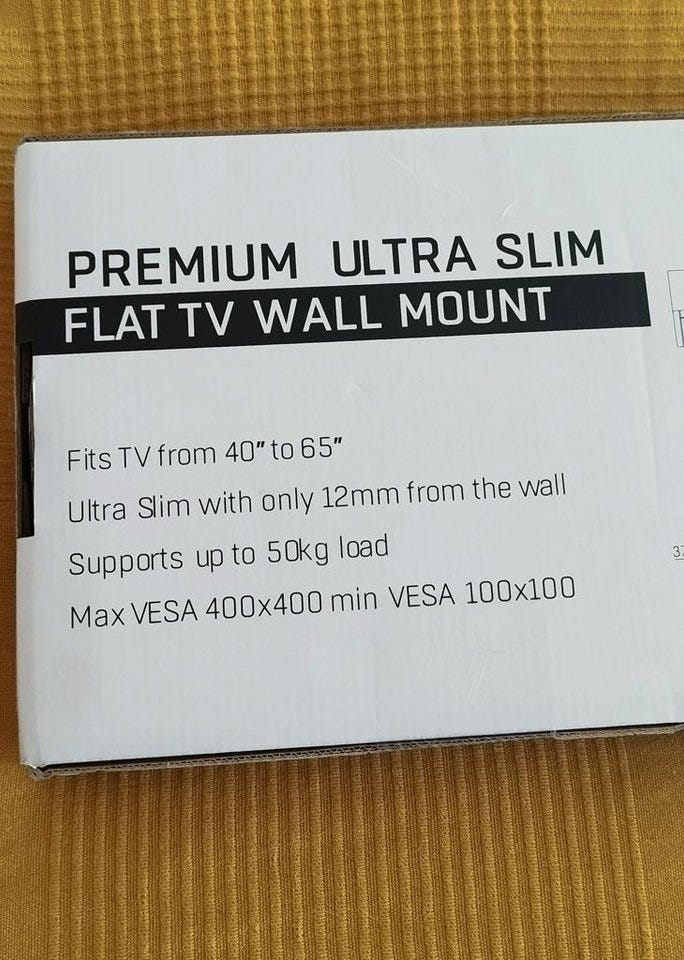 PREMIUM ULTRA SLIM
FLAT TV WALL MOUNT
Fits TV from 40" to 65"
Ultra Slim with only 12mm from the wall
Supports up to 50kg load
Max VESA 400x400 min VESA 100x100